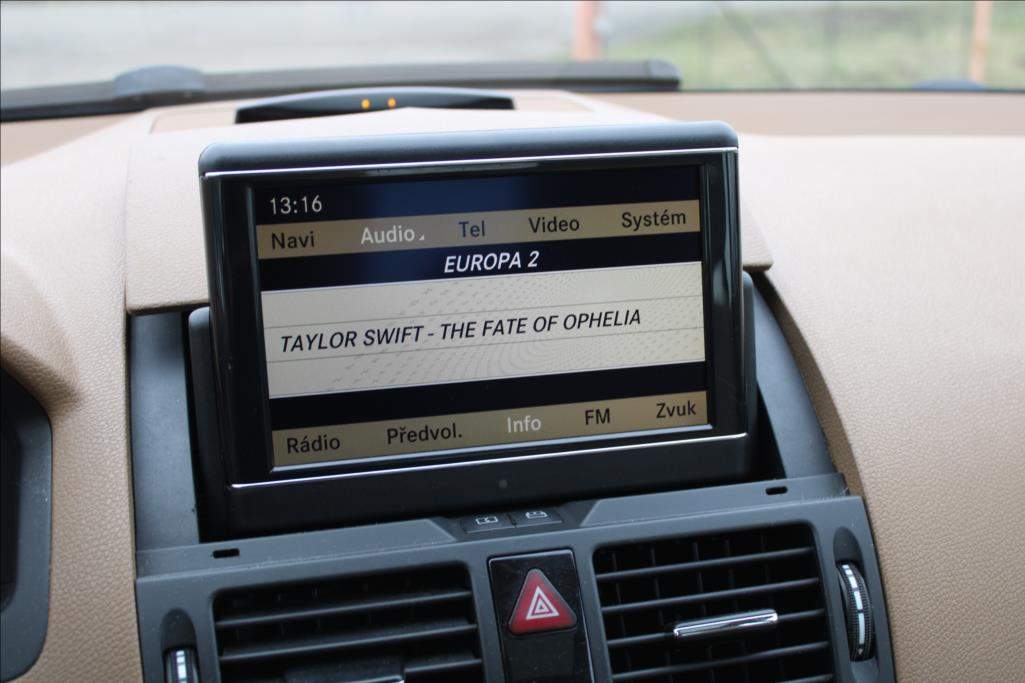 13:16
Navi Audio Tel Video Systém
EUROPA 2
TAYLOR SWIFT - THE FATE OF OPHELIA
Rádio Předvol. Info FM Zvuk